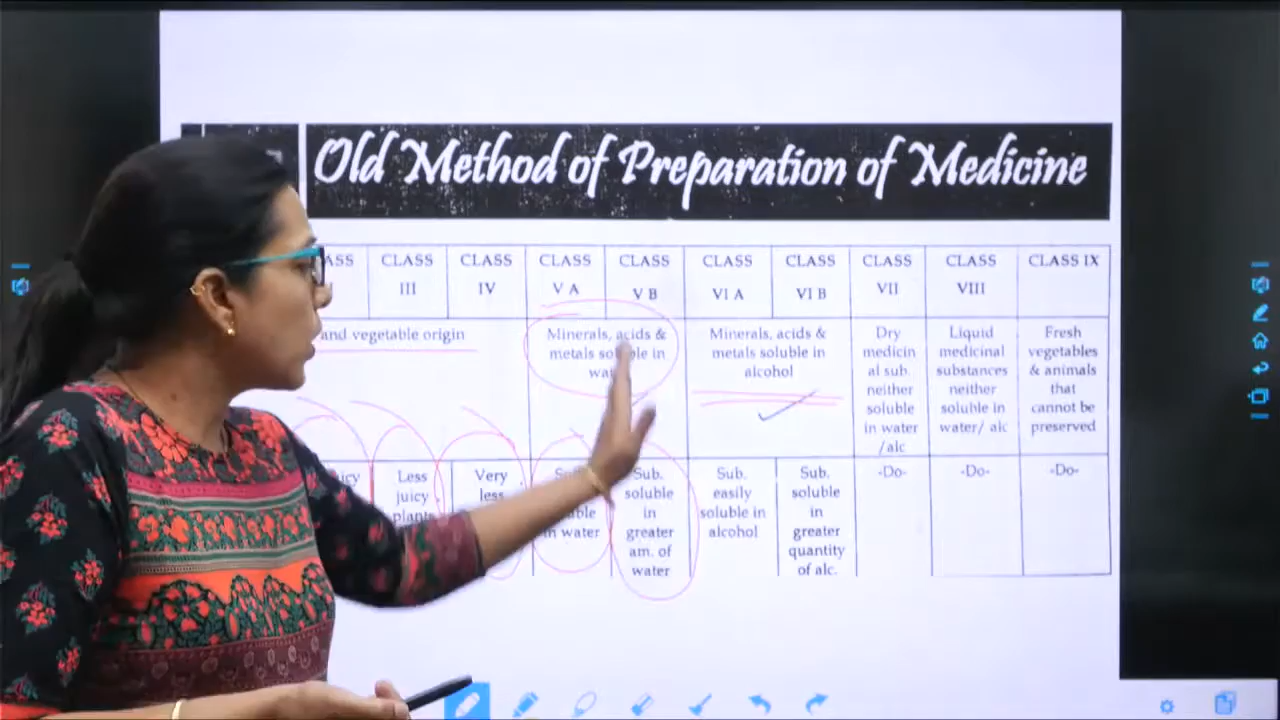 Old Method of Preparation of Medicine
CLASS III
CLASS IV
CLASS V A
CLASS V B
CLASS VI A
CLASS VI B
CLASS VII
CLASS VIII
CLASS IX
and vegetable origin
Minerals, acids &
metals soluble in
Minerals, acids &
metals soluble in
alcohol
Dry
medicin
al sub.
neither
soluble
in water
/alc
Liquid
medicinal
substances
neither
soluble in
water/ alc
Fresh
vegetables
& animals
that
cannot be
preserved
Less
juicy
plants
Very
less
in water
Sub.
soluble
in
greater
am. of
water
Sub.
easily
soluble in
alcohol
Sub.
soluble
in
greater
quantity
of alc.
-Do-
-Do-
-Do-